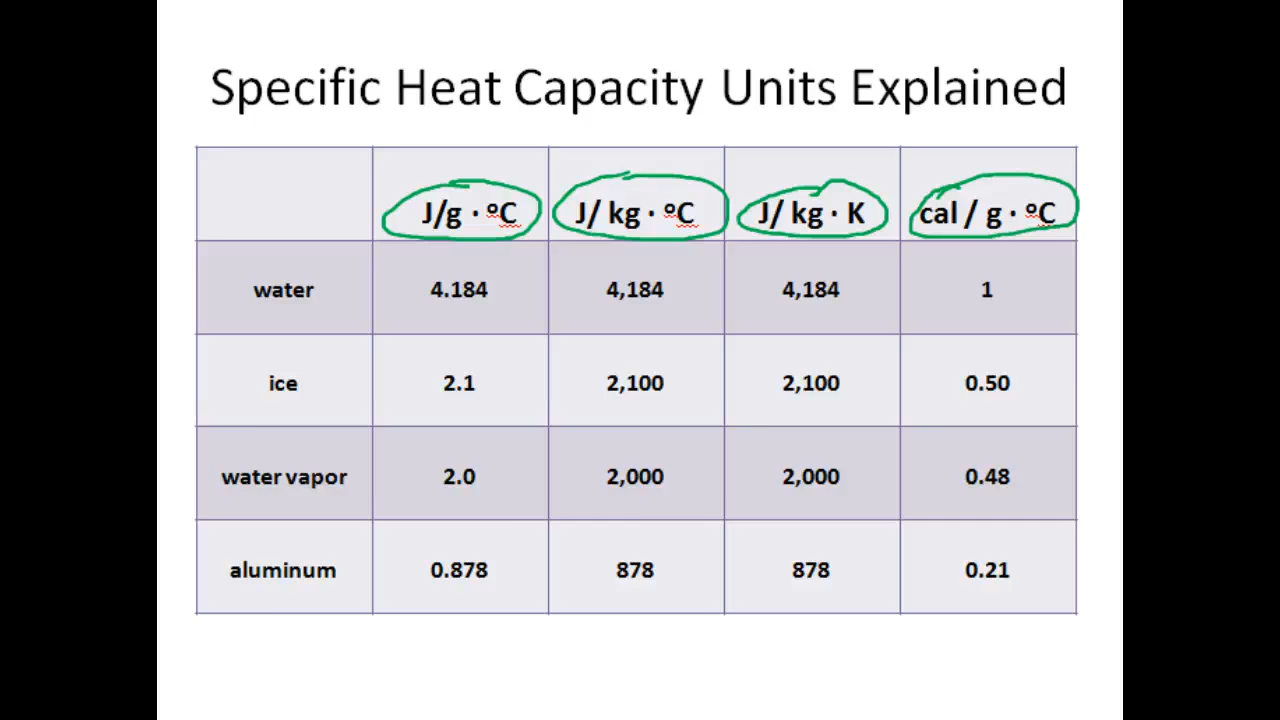 Specific Heat Capacity Units Explained
J/g · ºC J/ kg · ºC J/ kg · K cal / g · ºC
water 4.184 4,184 4,184 1
ice 2.1 2,100 2,100 0.50
water vapor 2.0 2,000 2,000 0.48
aluminum 0.878 878 878 0.21